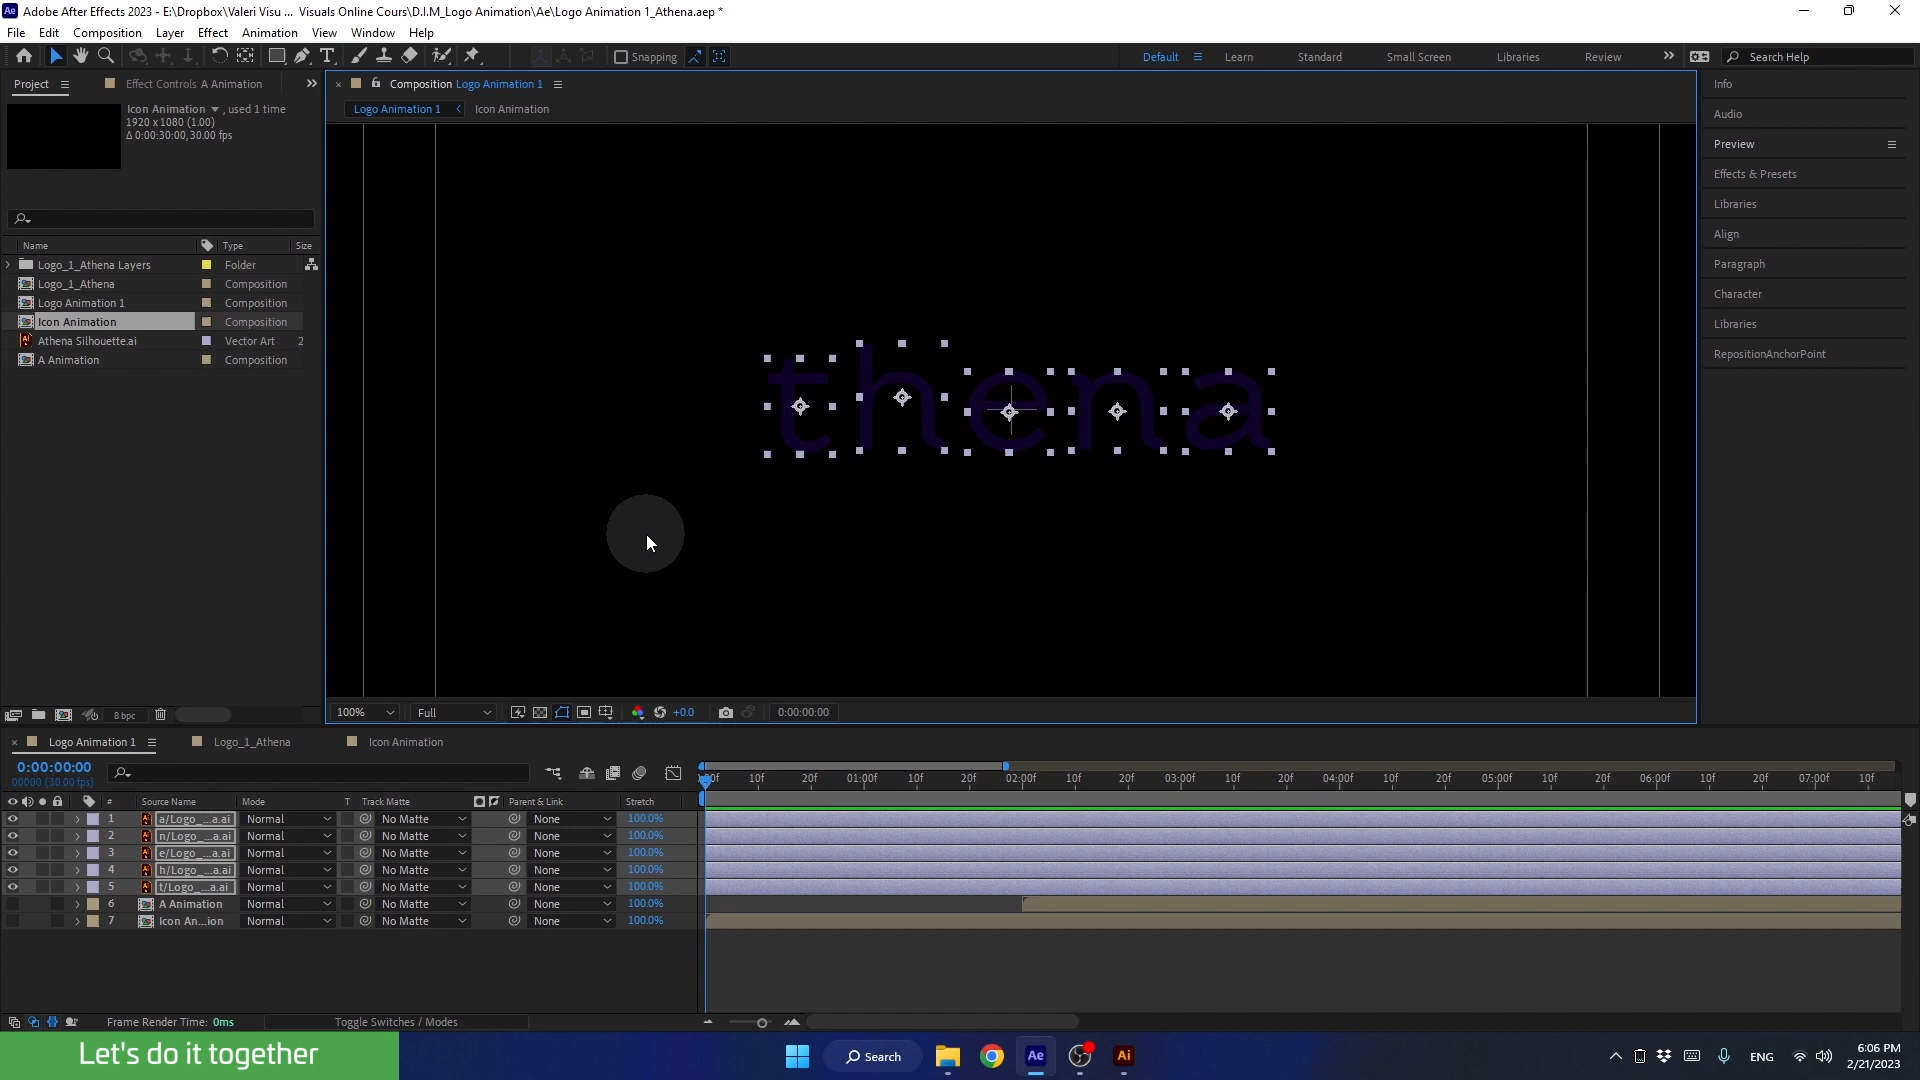 Adobe After Effects 2023 - E:\Dropbox\Valeri Visu ... Visuals Online Cours\D.I.M_Logo Animation\Ae\Logo Animation 1_Athena.aep *
File Edit Composition Layer Effect Animation View Window Help
Snapping Default Learn Standard Small Screen Libraries Review Search Help
Project Effect Controls A Animation
Composition Logo Animation 1
Logo Animation 1 Icon Animation
Icon Animation , used 1 time
1920 x 1080 (1.00)
Δ 0:00:30:00, 30.00 fps
Name Type Size
Logo_1_Athena Layers Folder
Logo_1_Athena Composition
Logo Animation 1 Composition
Icon Animation Composition
Athena Silhouette.ai Vector Art 2
A Animation Composition
8 bpc
thena
100% Full +0.0 0:00:00:00
Info
Audio
Preview
Effects & Presets
Libraries
Align
Paragraph
Character
Libraries
RepositionAnchorPoint
Logo Animation 1 Logo_1_Athena Icon Animation
0:00:00:00
00000 (30.00 fps)
:00f 10f 20f 01:00f 10f 20f 02:00f 10f 20f 03:00f 10f 20f 04:00f 10f 20f 05:00f 10f 20f 06:00f 10f 20f 07:00f 10f
# Source Name Mode T Track Matte Parent & Link Stretch
1 a/Logo_...a.ai Normal No Matte None 100.0%
2 n/Logo_...a.ai Normal No Matte None 100.0%
3 e/Logo_...a.ai Normal No Matte None 100.0%
4 h/Logo_...a.ai Normal No Matte None 100.0%
5 t/Logo_...a.ai Normal No Matte None 100.0%
6 A Animation Normal No Matte None 100.0%
7 Icon An...ion Normal No Matte None 100.0%
Frame Render Time: 0ms Toggle Switches / Modes
Let's do it together
Search
Ae
Ai
ENG
6:06 PM
2/21/2023